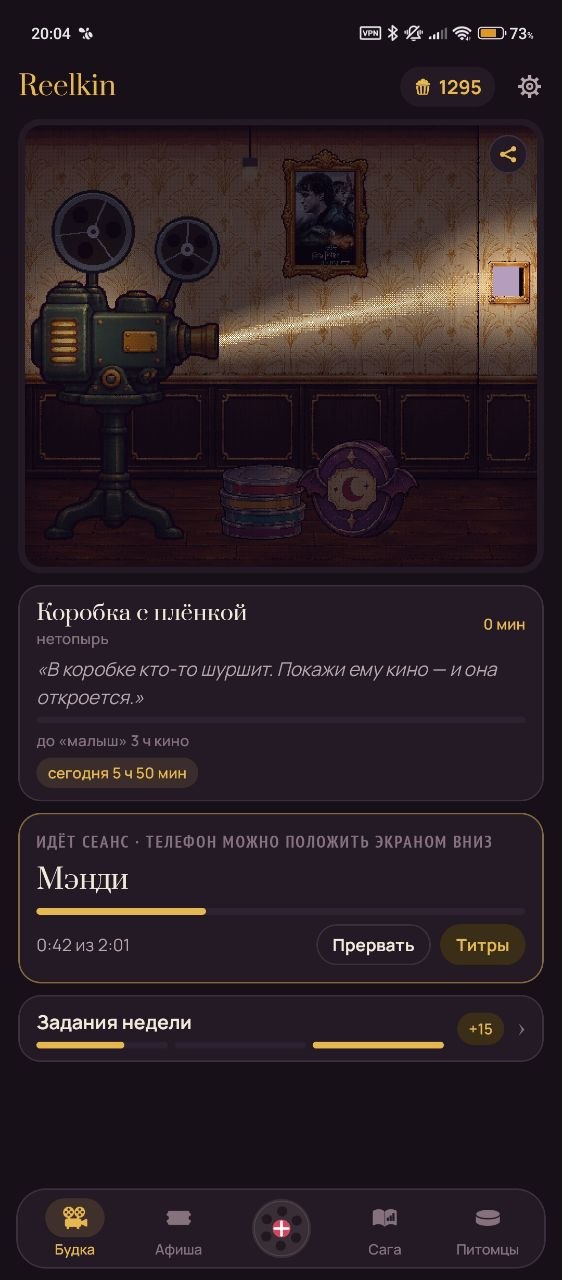 20:04
VPN
73%
Reelkin
1295
Коробка с плёнкой
нетопырь
0 мин
«В коробке кто-то шуршит. Покажи ему кино — и она
откроется.»
до «малыш» 3 ч кино
сегодня 5 ч 50 мин
ИДЁТ СЕАНС · ТЕЛЕФОН МОЖНО ПОЛОЖИТЬ ЭКРАНОМ ВНИЗ
Мэнди
0:42 из 2:01
Прервать
Титры
Задания недели
+15
Будка
Афиша
Сага
Питомцы